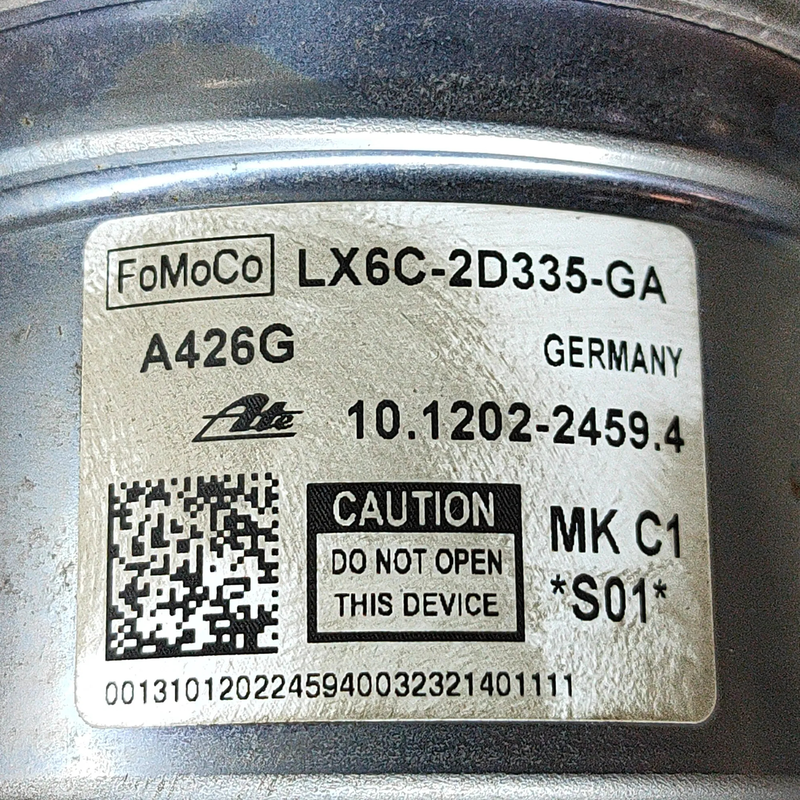 FoMoCo LX6C-2D335-GA
A426G GERMANY
Ate 10.1202-2459.4
CAUTION
DO NOT OPEN
THIS DEVICE
MK C1
*S01*
0013101202245940032321401111